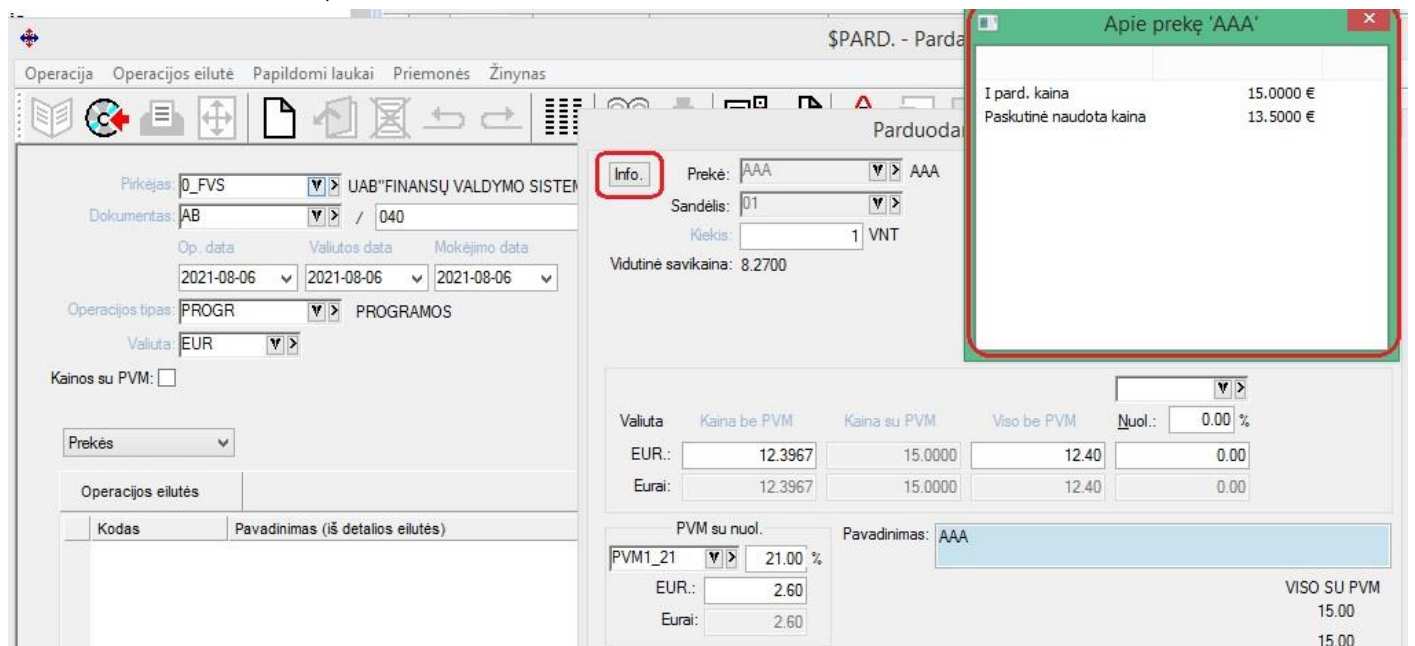 $PARD. - Parda
Apie prekę 'AAA'
Operacija Operacijos eilutė Papildomi laukai Priemonės Žinynas
I pard. kaina 15.0000 €
Paskutinė naudota kaina 13.5000 €
Parduodar
Info. Prekė: AAA AAA
Sandėlis: 01
Kiekis: 1 VNT
Vidutinė savikaina: 8.2700
Pirkėjas: 0_FVS UAB"FINANSŲ VALDYMO SISTEM
Dokumentas: AB / 040
Op. data Valiutos data Mokėjimo data
2021-08-06 2021-08-06 2021-08-06
Operacijos tipas: PROGR PROGRAMOS
Valiuta: EUR
Kainos su PVM:
Prekės
Operacijos eilutės
Kodas Pavadinimas (iš detalios eilutės)
Valiuta Kaina be PVM Kaina su PVM Viso be PVM Nuol.: 0.00 %
EUR.: 12.3967 15.0000 12.40 0.00
Eurai: 12.3967 15.0000 12.40 0.00
PVM su nuol.
PVM1_21 21.00 %
EUR.: 2.60
Eurai: 2.60
Pavadinimas: AAA
VISO SU PVM
15.00
15.00